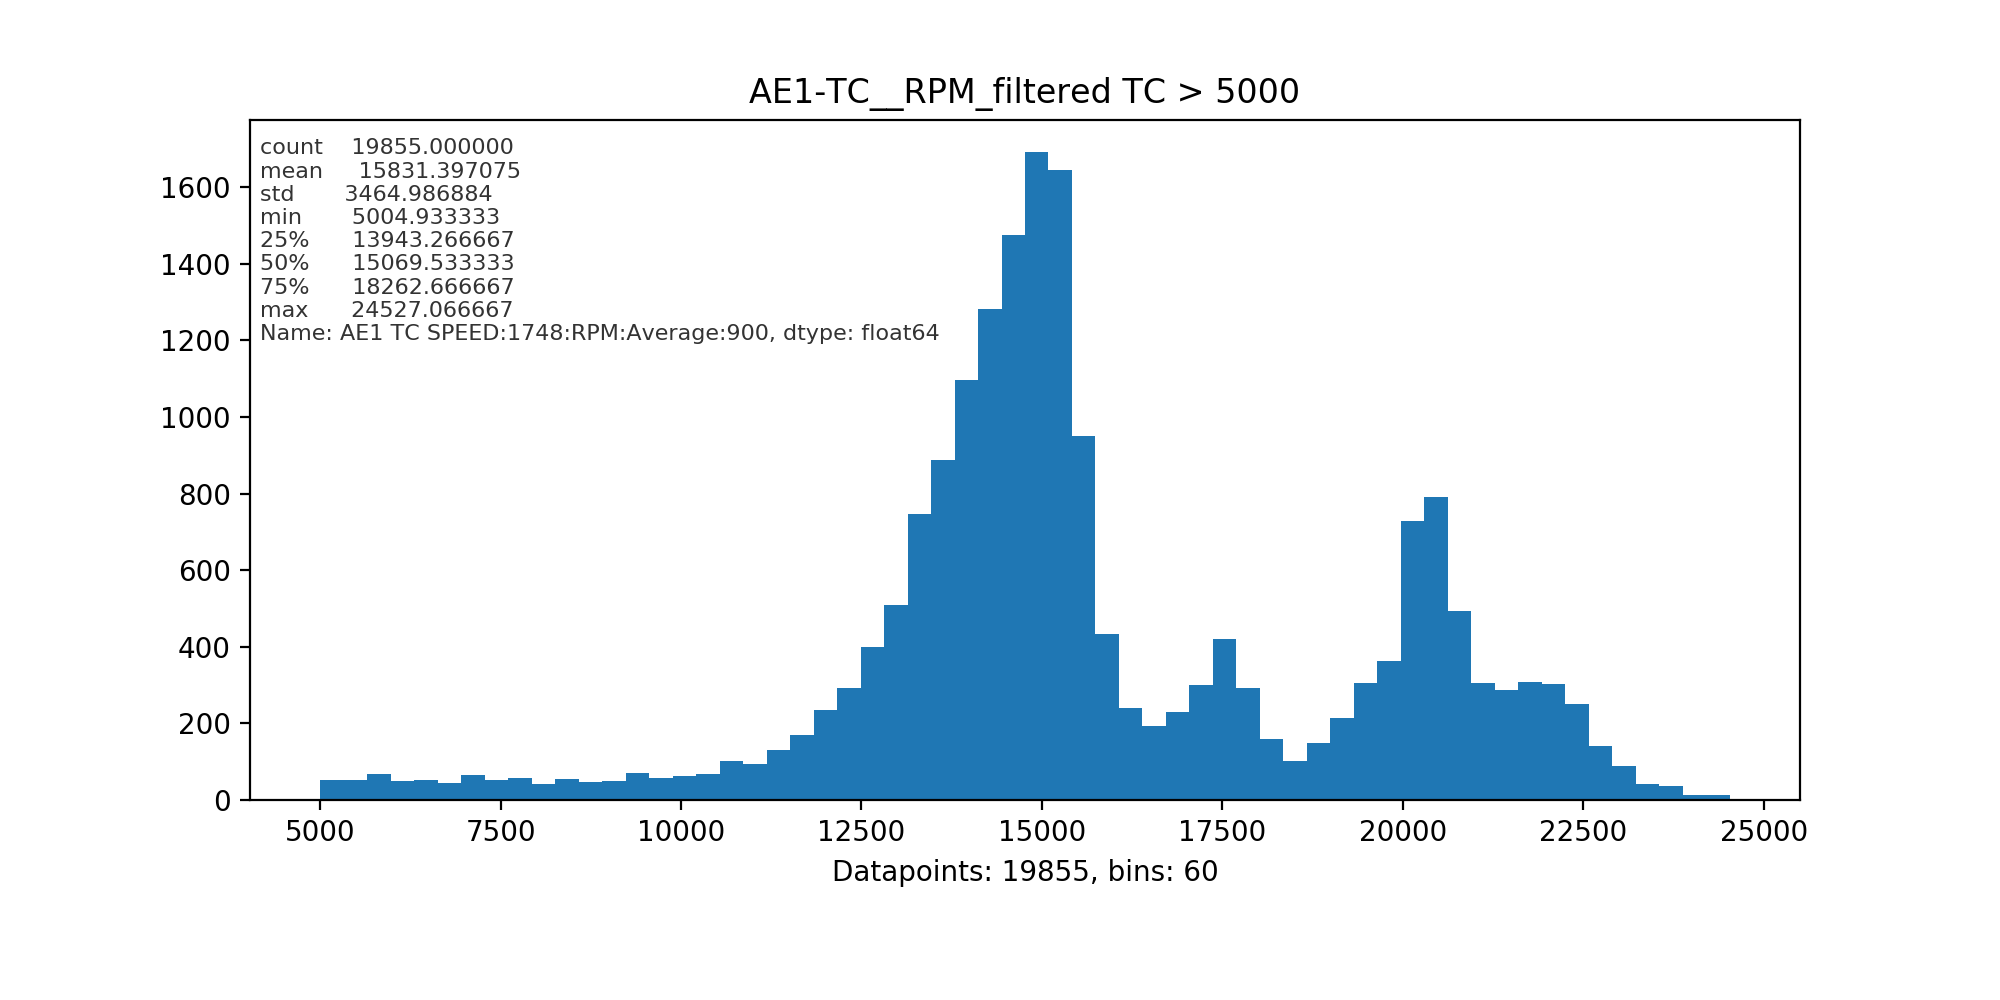 AE1-TC__RPM_filtered TC > 5000
count 19855.000000
mean 15831.397075
std 3464.986884
min 5004.933333
25% 13943.266667
50% 15069.533333
75% 18262.666667
max 24527.066667
Name: AE1 TC SPEED:1748:RPM:Average:900, dtype: float64
1600
1400
1200
1000
800
600
400
200
0
5000 7500 10000 12500 15000 17500 20000 22500 25000
Datapoints: 19855, bins: 60